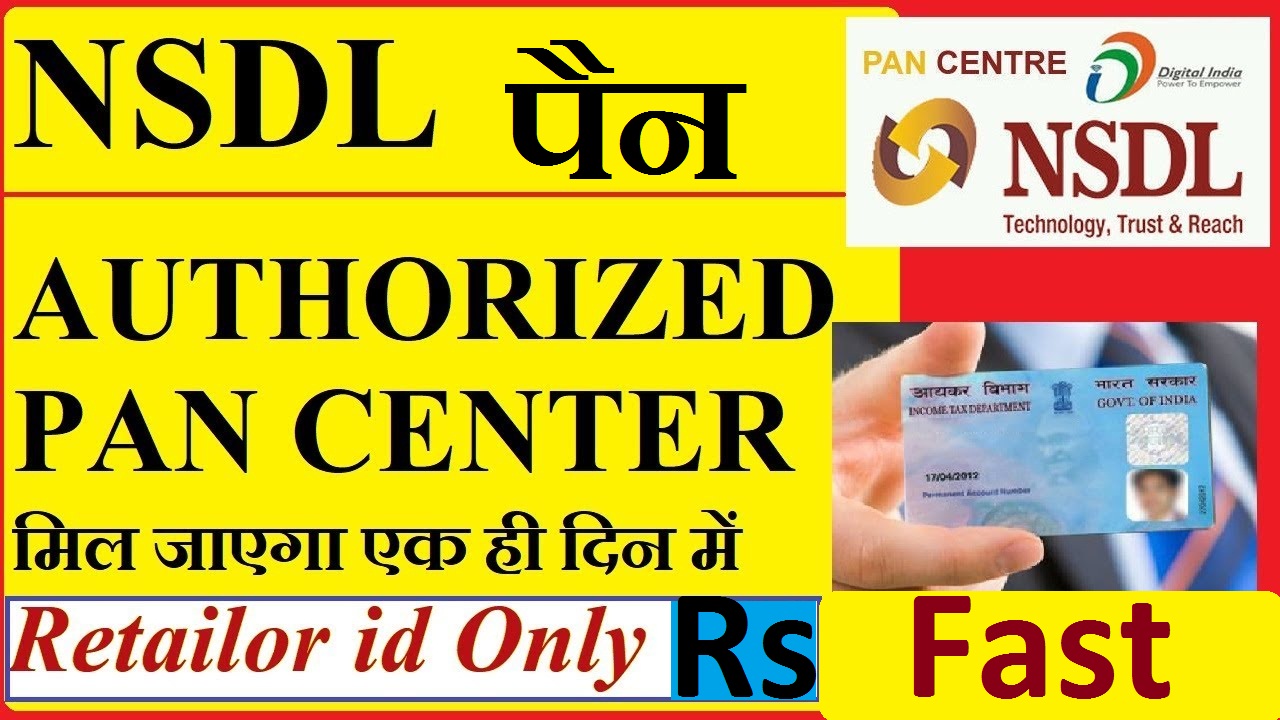 NSDL पैन
AUTHORIZED
PAN CENTER
मिल जाएगा एक ही दिन में
Retailor id Only Rs Fast
PAN CENTRE
Digital India
Power To Empower
NSDL
Technology, Trust & Reach
आयकर विभाग
INCOME TAX DEPARTMENT
भारत सरकार
GOVT. OF INDIA
17/04/2012
Permanent Account Number